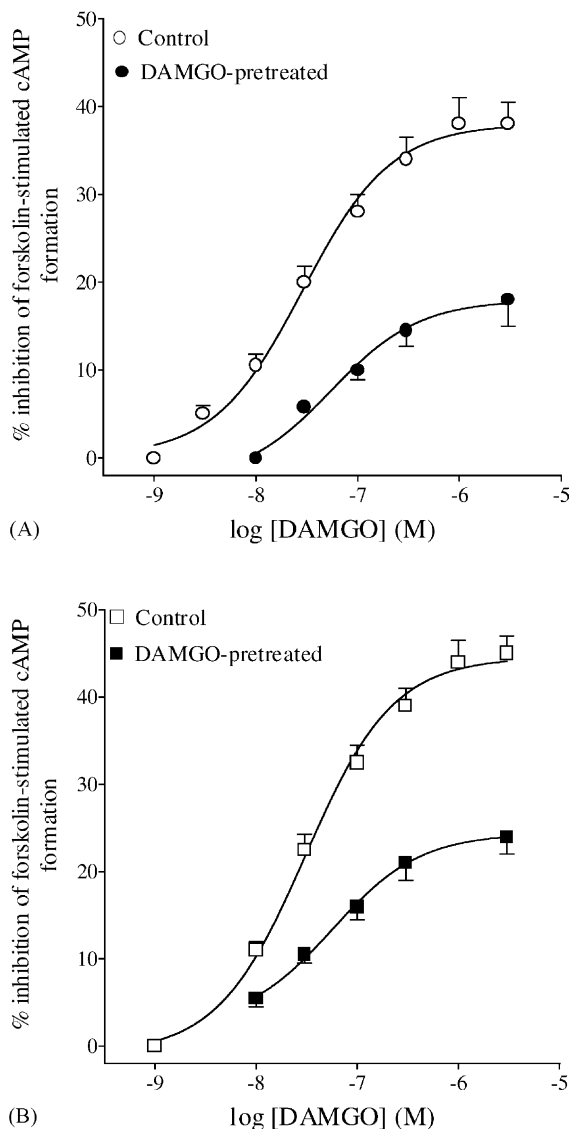 50
Control
DAMGO-pretreated
40
30
20
10
0
% inhibition of forskolin-stimulated cAMP
formation
-9
-8
-7
-6
-5
(A)
log [DAMGO] (M)
50
Control
DAMGO-pretreated
40
30
20
10
0
% inhibition of forskolin-stimulated cAMP
formation
-9
-8
-7
-6
-5
(B)
log [DAMGO] (M)